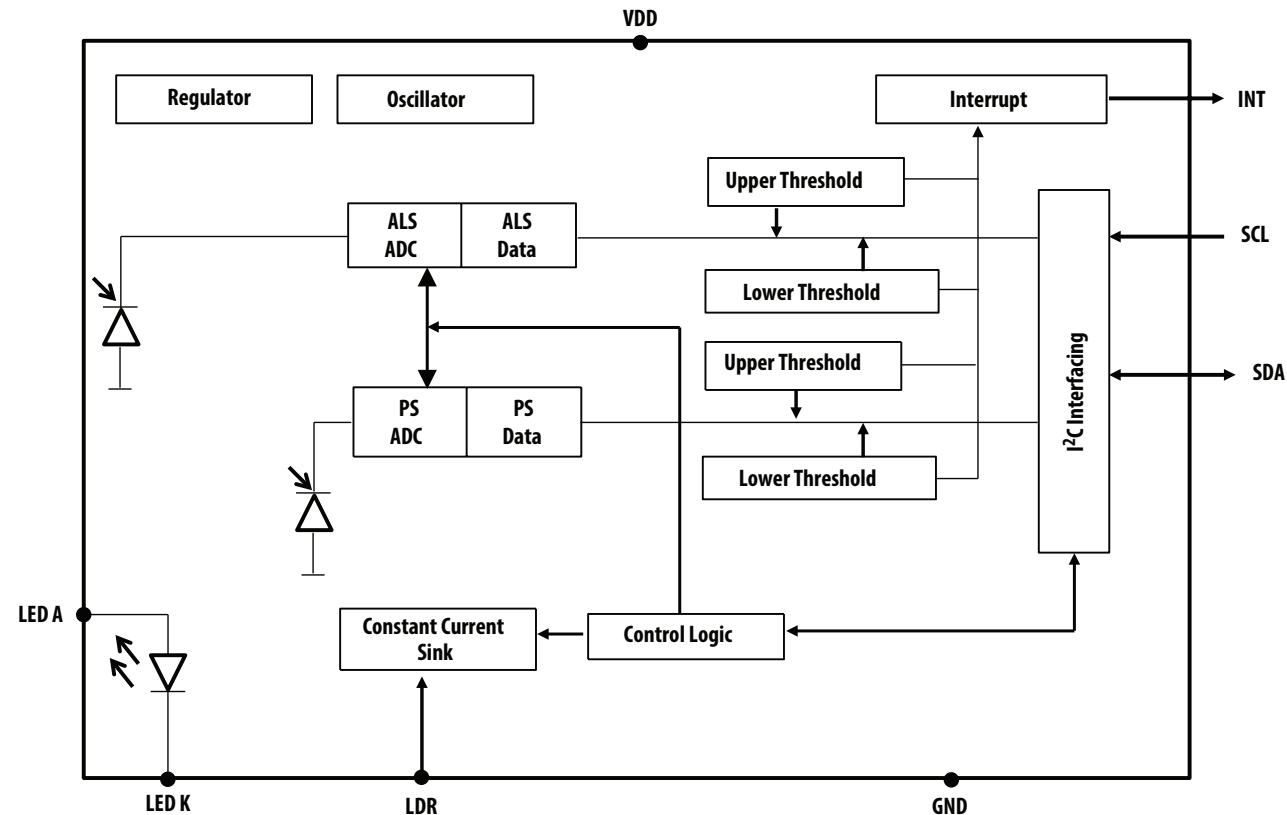 VDD
Regulator
Oscillator
Interrupt
INT
Upper Threshold
ALS
ADC
ALS
Data
SCL
Lower Threshold
Upper Threshold
I²C Interfacing
SDA
PS
ADC
PS
Data
Lower Threshold
LED A
Constant Current
Sink
Control Logic
LED K
LDR
GND